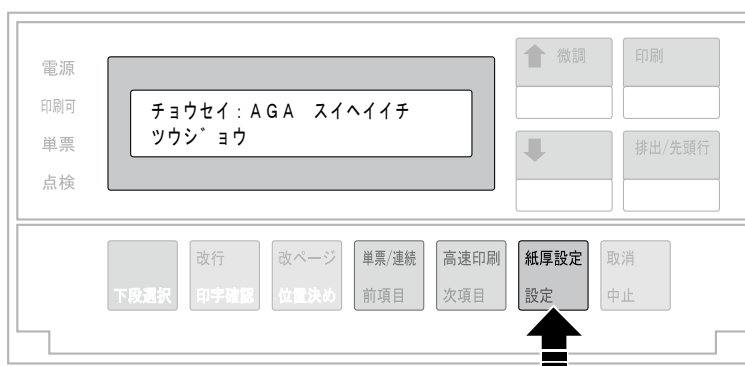 電源
印刷可
単票
点検
チョウセイ：ＡＧＡ　スイヘイイチ
ツウシ゛ョウ
微調
印刷
排出/先頭行
改行
改ページ
単票/連続
高速印刷
紙厚設定
取消
下段選択
印字確認
位置決め
前項目
次項目
設定
中止